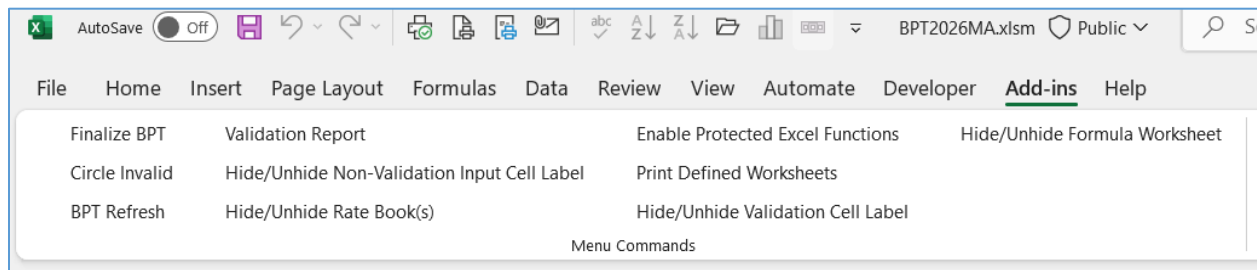 AutoSave Off abc A Z Z A BPT2026MA.xlsm Public
File Home Insert Page Layout Formulas Data Review View Automate Developer Add-ins Help
Finalize BPT Validation Report Enable Protected Excel Functions Hide/Unhide Formula Worksheet
Circle Invalid Hide/Unhide Non-Validation Input Cell Label Print Defined Worksheets
BPT Refresh Hide/Unhide Rate Book(s) Hide/Unhide Validation Cell Label
Menu Commands